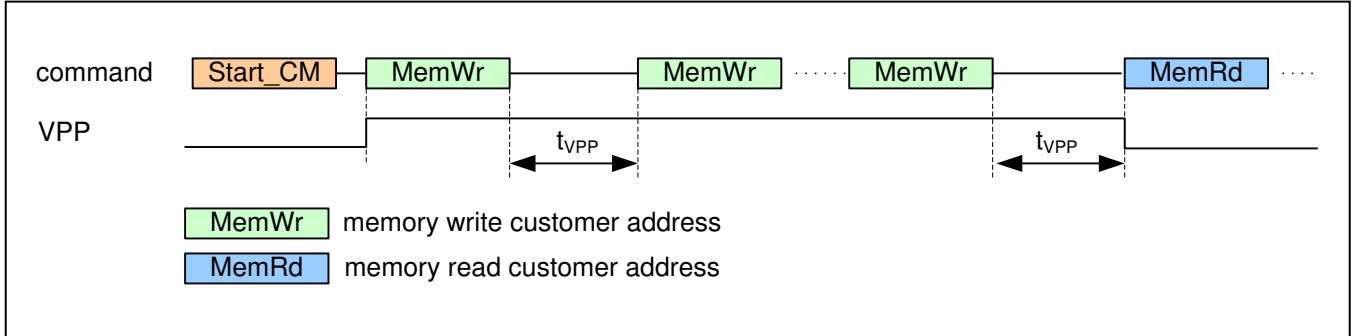 command Start_CM MemWr MemWr MemWr MemRd
VPP tVPP tVPP
MemWr memory write customer address
MemRd memory read customer address